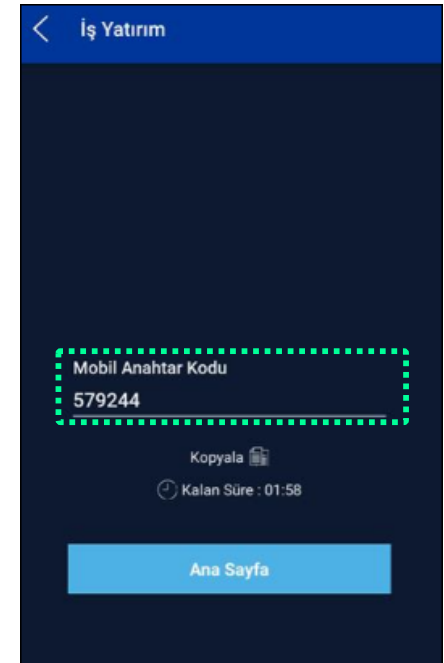 İş Yatırım
Mobil Anahtar Kodu
579244
Kopyala
Kalan Süre : 01:58
Ana Sayfa